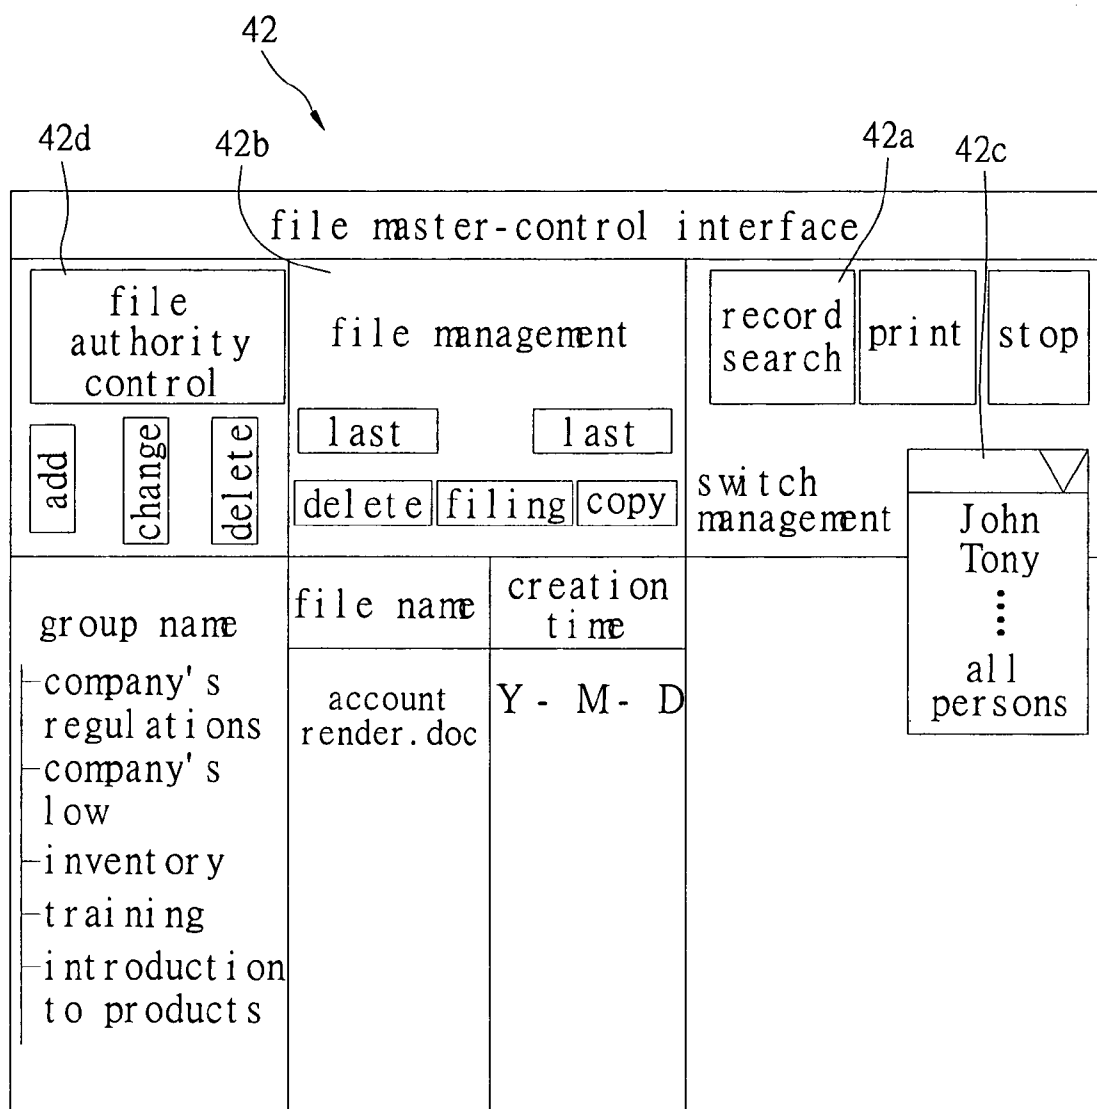 42
42d
42b
42a
42c
file master-control interface
file
authority
control
add
change
delete
file management
last
last
delete
filing
copy
record
search
print
stop
switch
management
John
Tony
all
persons
group name
company's
regulations
company's
low
inventory
training
introduction
to products
file name
creation
time
account
render.doc
Y- M- D